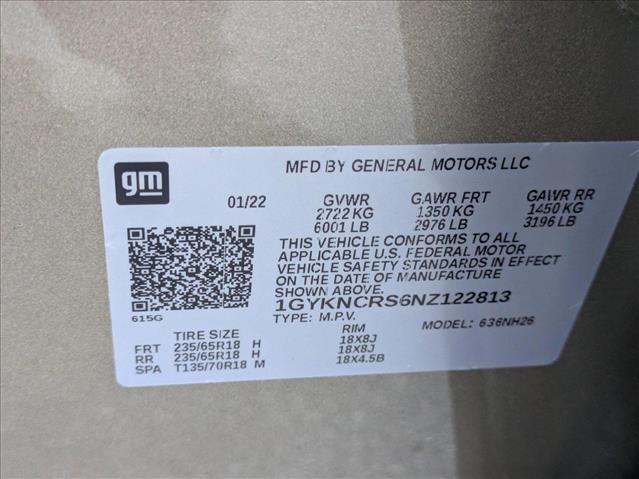 gm
MFD BY GENERAL MOTORS LLC
01/22 GVWR GAWR FRT GAWR RR
2722 KG 1350 KG 1450 KG
6001 LB 2976 LB 3196 LB
THIS VEHICLE CONFORMS TO ALL
APPLICABLE U.S. FEDERAL MOTOR
VEHICLE SAFETY STANDARDS IN EFFECT
ON THE DATE OF MANUFACTURE
SHOWN ABOVE.
1GYKNCRS6NZ122813
615G
TYPE: M.P.V. MODEL: 636NH26
TIRE SIZE RIM
FRT 235/65R18 H 18X8J
RR 235/65R18 H 18X8J
SPA T135/70R18 M 18X4.5B